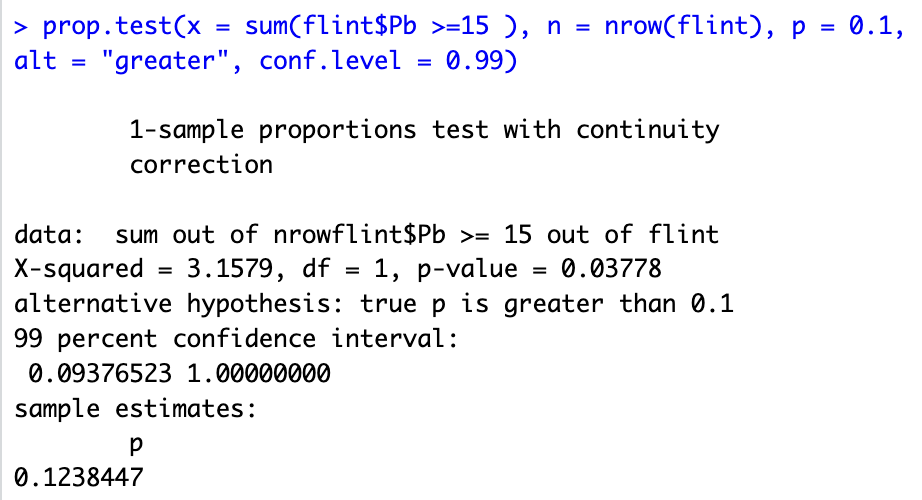 > prop.test(x = sum(flint$Pb >=15 ), n = nrow(flint), p = 0.1,
alt = "greater", conf.level = 0.99)
1-sample proportions test with continuity
correction
data:  sum out of nrowflint$Pb >= 15 out of flint
X-squared = 3.1579, df = 1, p-value = 0.03778
alternative hypothesis: true p is greater than 0.1
99 percent confidence interval:
0.09376523 1.00000000
sample estimates:
p
0.1238447